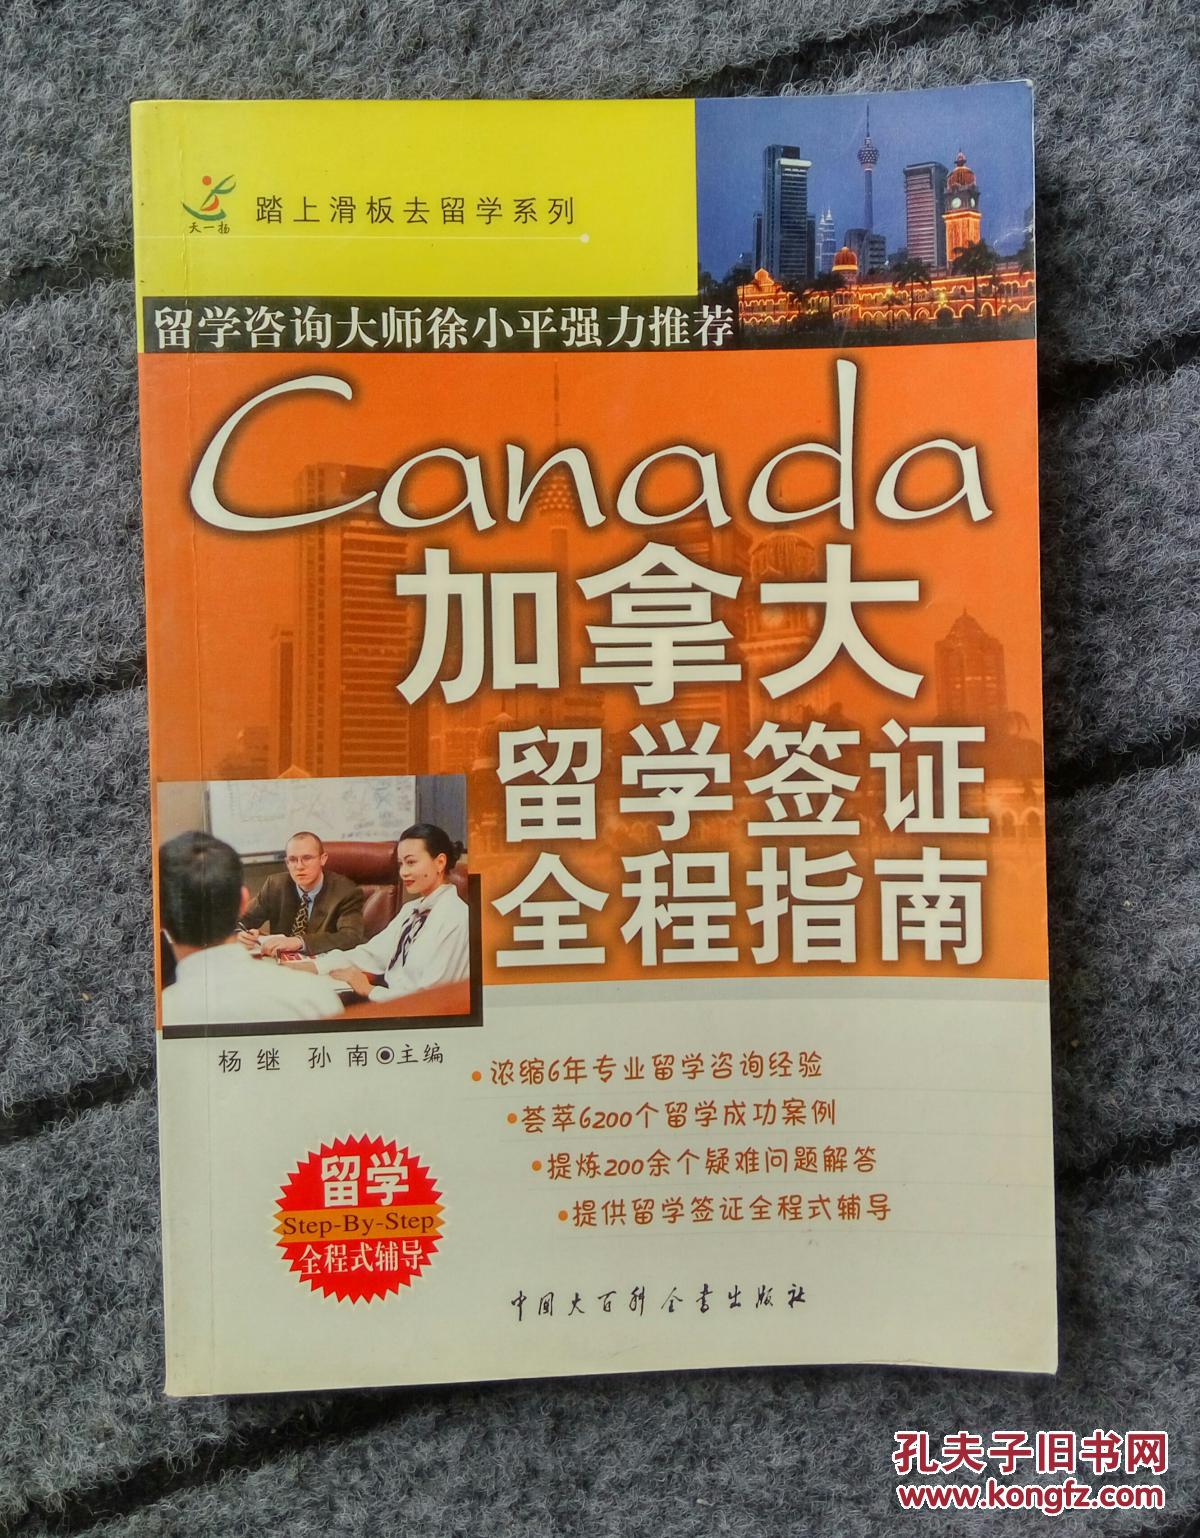 天一扬
踏上滑板去留学系列
留学咨询大师徐小平强力推荐
Canada
加拿大
留学签证
全程指南
杨继 孙南◉主编
•浓缩6年专业留学咨询经验
•荟萃6200个留学成功案例
•提炼200余个疑难问题解答
•提供留学签证全程式辅导
留学
Step-By-Step
全程式辅导
中国大百科全书出版社
孔夫子旧书网
www.kongfz.com